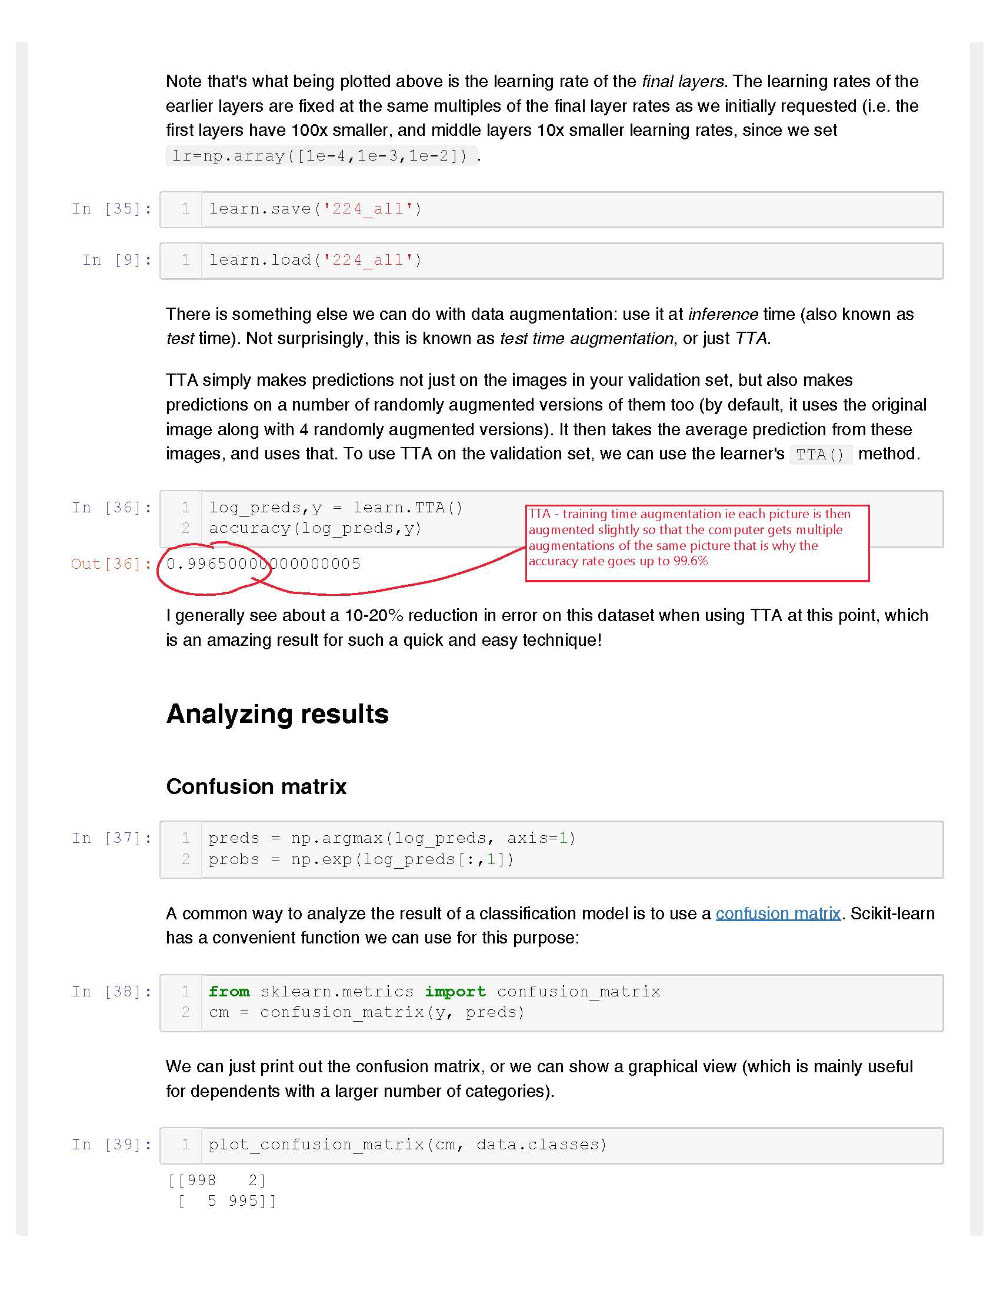 Note that's what being plotted above is the learning rate of the final layers. The learning rates of the
earlier layers are fixed at the same multiples of the final layer rates as we initially requested (i.e. the
first layers have 100x smaller, and middle layers 10x smaller learning rates, since we set
lr=np.array([1e-4,1e-3,1e-2]) .
In [35]: 1 learn.save('224_all')
In [9]: 1 learn.load('224_all')
There is something else we can do with data augmentation: use it at inference time (also known as
test time). Not surprisingly, this is known as test time augmentation, or just TTA.
TTA simply makes predictions not just on the images in your validation set, but also makes
predictions on a number of randomly augmented versions of them too (by default, it uses the original
image along with 4 randomly augmented versions). It then takes the average prediction from these
images, and uses that. To use TTA on the validation set, we can use the learner's TTA() method.
In [36]: 1 log_preds,y = learn.TTA()
2 accuracy(log_preds,y)
TTA - training time augmentation ie each picture is then
augmented slightly so that the computer gets multiple
augmentations of the same picture that is why the
accuracy rate goes up to 99.6%
Out[36]: 0.99650000000000005
I generally see about a 10-20% reduction in error on this dataset when using TTA at this point, which
is an amazing result for such a quick and easy technique!
Analyzing results
Confusion matrix
In [37]: 1 preds = np.argmax(log_preds, axis=1)
2 probs = np.exp(log_preds[:,1])
A common way to analyze the result of a classification model is to use a confusion matrix. Scikit-learn
has a convenient function we can use for this purpose:
In [38]: 1 from sklearn.metrics import confusion_matrix
2 cm = confusion_matrix(y, preds)
We can just print out the confusion matrix, or we can show a graphical view (which is mainly useful
for dependents with a larger number of categories).
In [39]: 1 plot_confusion_matrix(cm, data.classes)
[[998 2]
[ 5 995]]